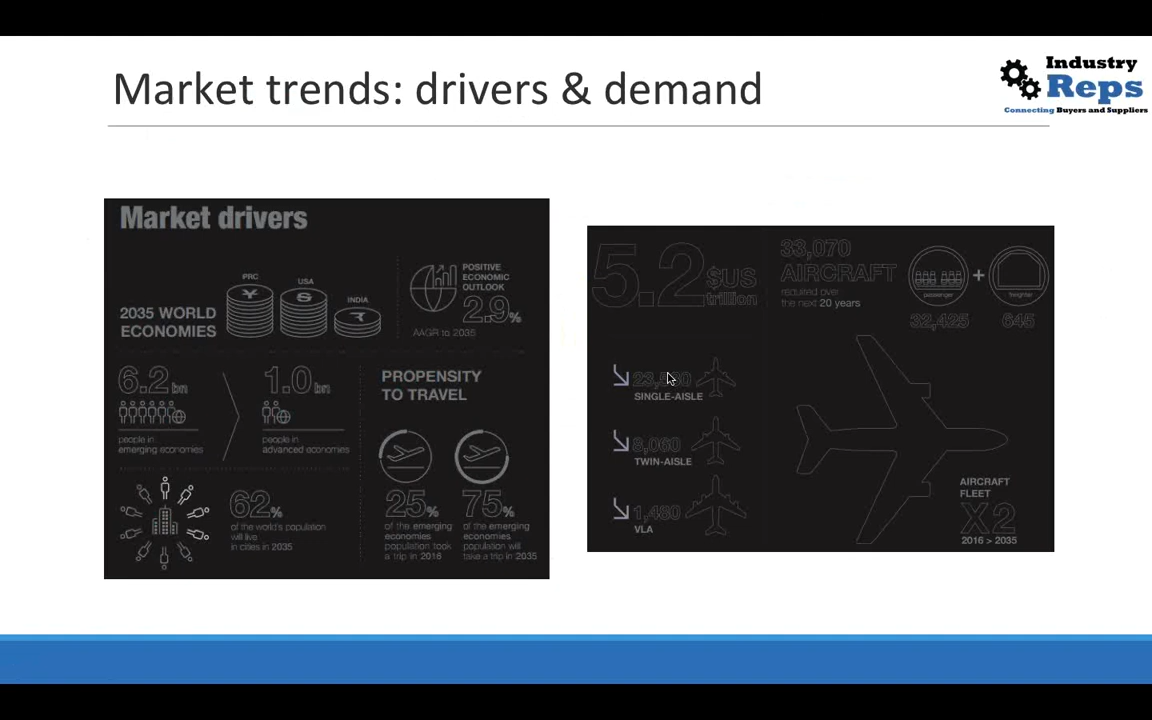 Market trends: drivers & demand
Industry
Reps
Connecting Buyers and Suppliers
Market drivers
2035 WORLD
ECONOMIES
PRC
USA
INDIA
POSITIVE
ECONOMIC
OUTLOOK
2.9%
AAGR to 2035
6.2bn
people in
emerging economies
1.0bn
people in
advanced economies
62%
of the world's population
will live
in cities in 2035
PROPENSITY
TO TRAVEL
25%
of the emerging
economies
population took
a trip in 2016
75%
of the emerging
economies
population will
take a trip in 2035
5.2 $US
trillion
33,070
AIRCRAFT
required over
the next 20 years
passenger
+
freighter
32,425
645
SINGLE-AISLE
8,060
TWIN-AISLE
1,480
VLA
AIRCRAFT
FLEET
X2
2016 > 2035